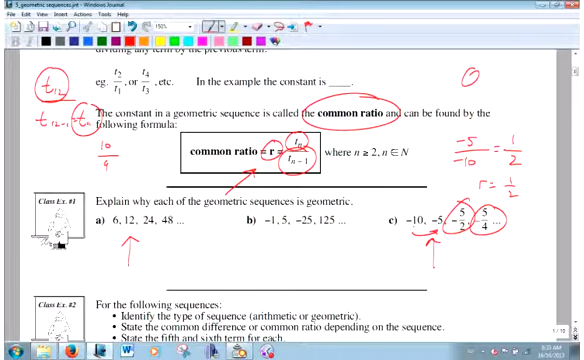 5_geometric sequences.jnt - Windows Journal
File Edit View Insert Actions Tools Help
150%
dividing any term by the previous term.
eg. t₂/t₁, or t₄/t₃, etc. In the example the constant is ____.
t₁₂
0
The constant in a geometric sequence is called the common ratio and can be found by the
following formula:
10/9
common ratio = r = tₙ/tₙ₋₁ where n ≥ 2, n ∈ N
-5/-10 = 1/2
r = 1/2
Class Ex. #1
Explain why each of the geometric sequences is geometric.
a) 6, 12, 24, 48 ... b) -1, 5, -25, 125 ... c) -10, -5, -5/2, -5/4 ...
Class Ex. #2
For the following sequences:
• Identify the type of sequence (arithmetic or geometric).
• State the common difference or common ratio depending on the sequence.
• State the fifth and sixth term for each.
1 / 10
8:35 AM
16/10/2013